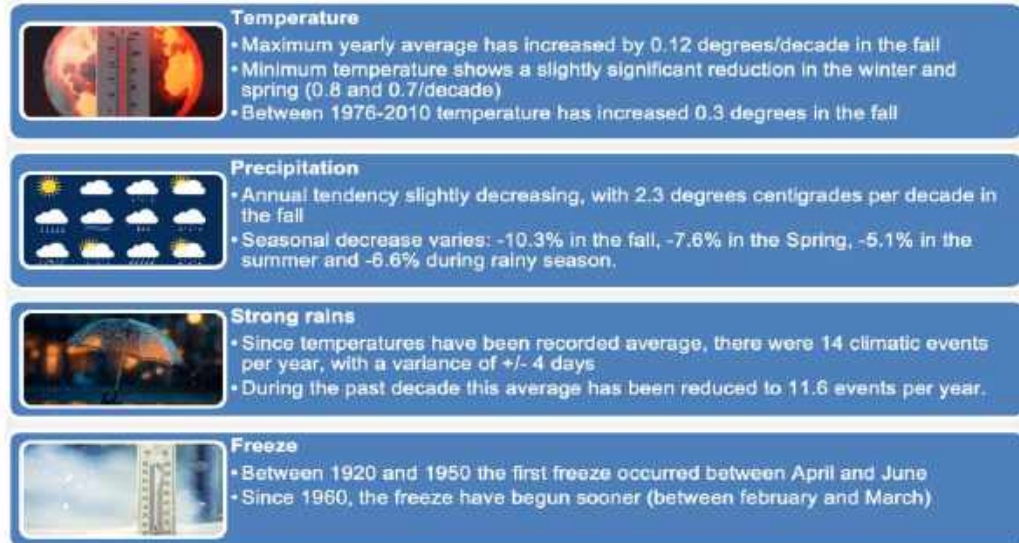 Temperature
• Maximum yearly average has increased by 0.12 degrees/decade in the fall
• Minimum temperature shows a slightly significant reduction in the winter and
spring (0.8 and 0.7/decade)
• Between 1976-2010 temperature has increased 0.3 degrees in the fall
Precipitation
• Annual tendency slightly decreasing, with 2.3 degrees centigrades per decade in
the fall
• Seasonal decrease varies: -10.3% in the fall, -7.6% in the Spring, -5.1% in the
summer and -6.6% during rainy season.
Strong rains
• Since temperatures have been recorded average, there were 14 climatic events
per year, with a variance of +/- 4 days
• During the past decade this average has been reduced to 11.6 events per year.
Freeze
• Between 1920 and 1950 the first freeze occurred between April and June
• Since 1960, the freeze have begun sooner (between february and March)